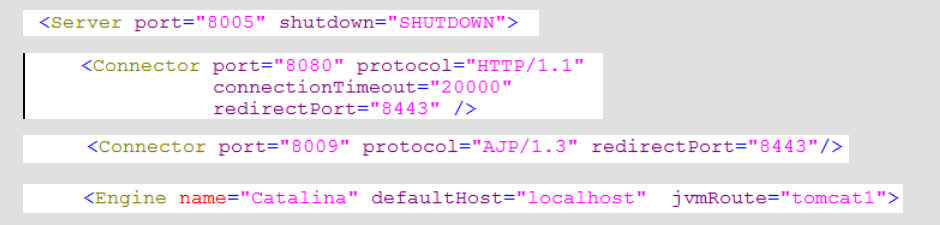 <Server port="8005" shutdown="SHUTDOWN">
<Connector port="8080" protocol="HTTP/1.1"
connectionTimeout="20000"
redirectPort="8443" />
<Connector port="8009" protocol="AJP/1.3" redirectPort="8443"/>
<Engine name="Catalina" defaultHost="localhost" jvmRoute="tomcat1">